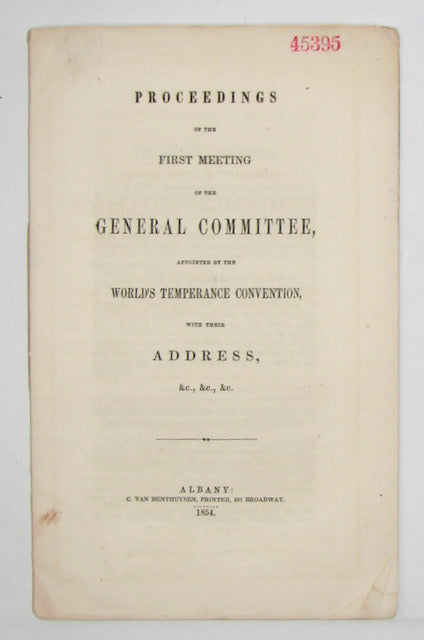 45395
PROCEEDINGS
OF THE
FIRST MEETING
OF THE
GENERAL COMMITTEE,
APPOINTED BY THE
WORLD'S TEMPERANCE CONVENTION,
WITH THEIR
ADDRESS,
&c., &c., &c.
ALBANY:
C. VAN BENTHUYSEN, PRINTER, 407 BROADWAY.
1854.